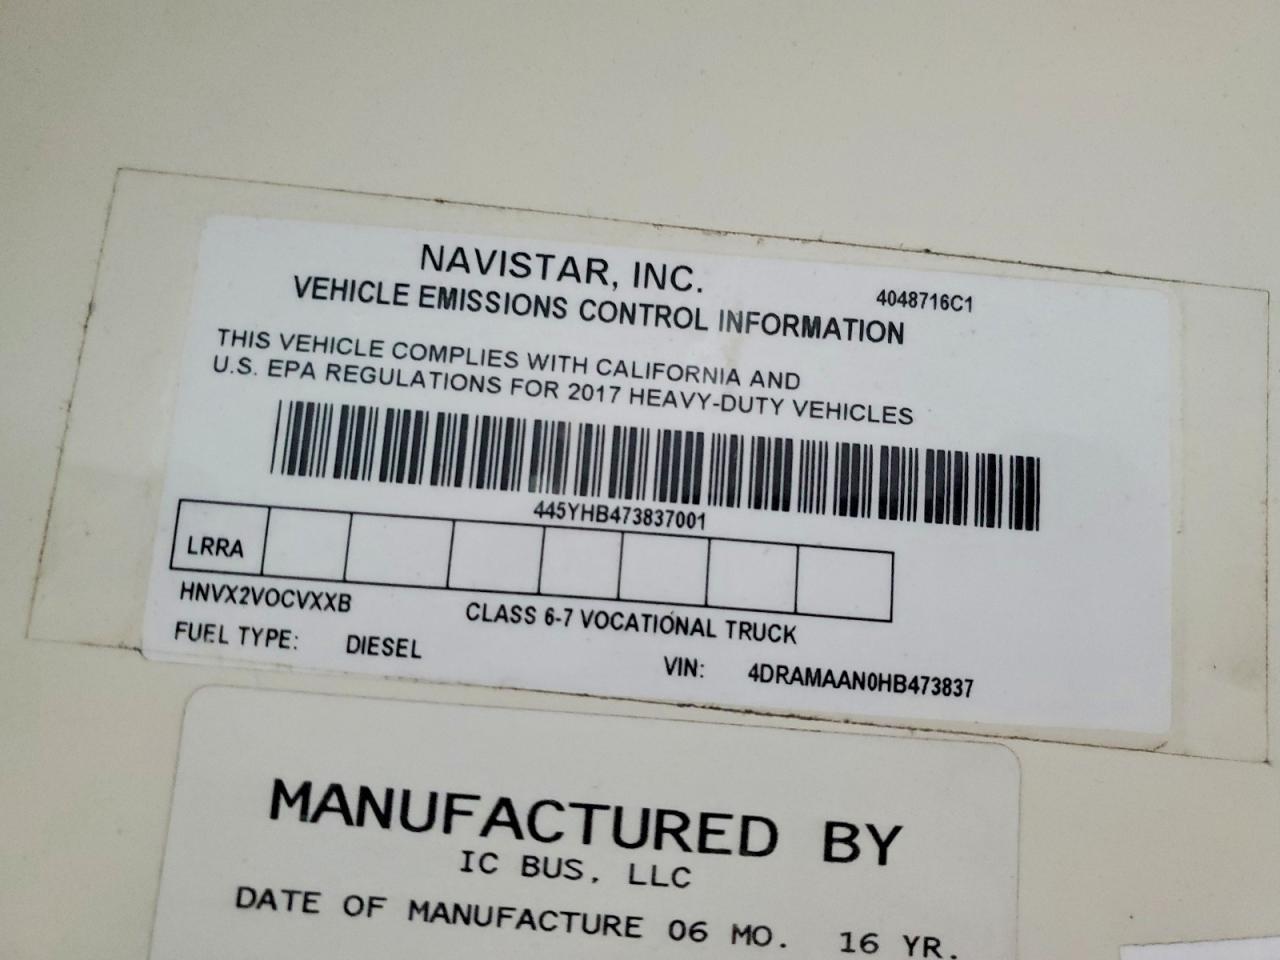 NAVISTAR, INC.
4048716C1
VEHICLE EMISSIONS CONTROL INFORMATION
THIS VEHICLE COMPLIES WITH CALIFORNIA AND
U.S. EPA REGULATIONS FOR 2017 HEAVY-DUTY VEHICLES
445YHB473837001
LRRA
HNVX2VOCVXXB
CLASS 6-7 VOCATIONAL TRUCK
FUEL TYPE: DIESEL
VIN: 4DRAMAAN0HB473837
MANUFACTURED BY
IC BUS, LLC
DATE OF MANUFACTURE 06 MO. 16 YR.